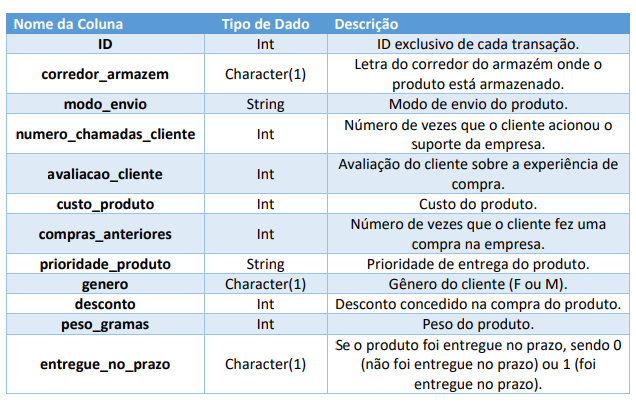 Nome da Coluna Tipo de Dado Descrição
ID Int ID exclusivo de cada transação.
corredor_armazem Character(1) Letra do corredor do armazém onde o
produto está armazenado.
modo_envio String Modo de envio do produto.
numero_chamadas_cliente Int Número de vezes que o cliente acionou o
suporte da empresa.
avaliacao_cliente Int Avaliação do cliente sobre a experiência de
compra.
custo_produto Int Custo do produto.
compras_anteriores Int Número de vezes que o cliente fez uma
compra na empresa.
prioridade_produto String Prioridade de entrega do produto.
genero Character(1) Gênero do cliente (F ou M).
desconto Int Desconto concedido na compra do produto.
peso_gramas Int Peso do produto.
entregue_no_prazo Character(1) Se o produto foi entregue no prazo, sendo 0
(não foi entregue no prazo) ou 1 (foi
entregue no prazo).